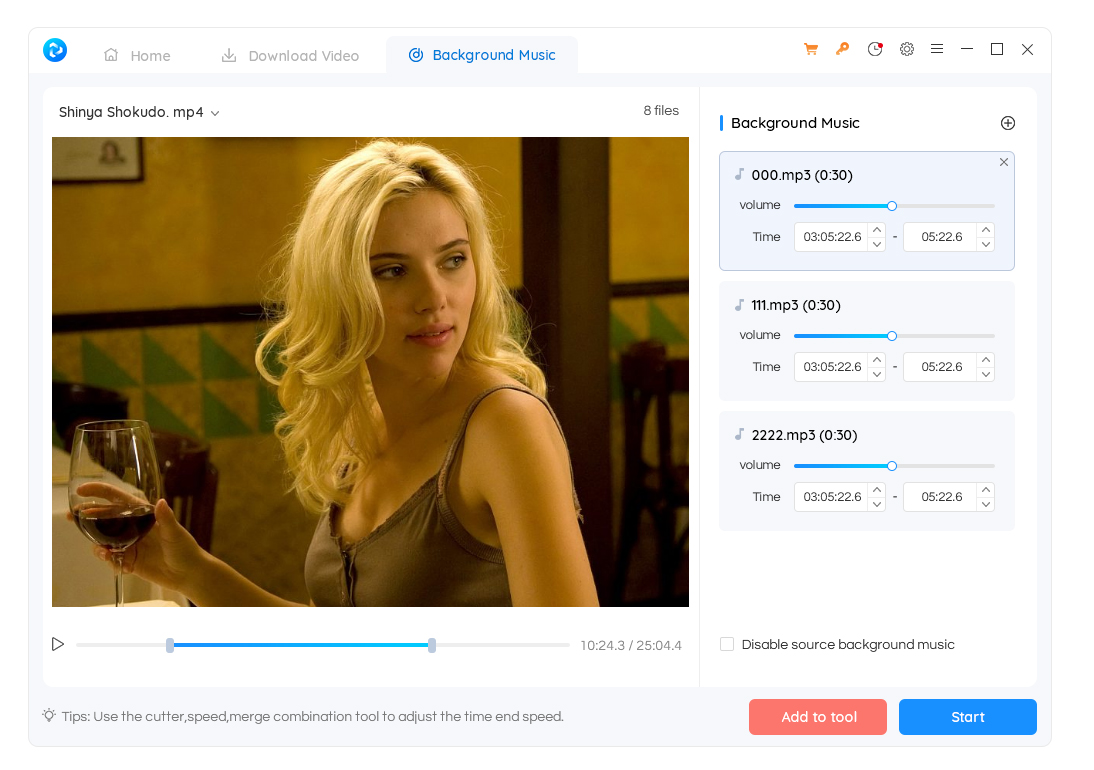 Home
Download Video
Background Music
Shinya Shokudo. mp4
8 files
Background Music
000.mp3 (0:30)
volume
Time 03:05:22.6 - 05:22.6
111.mp3 (0:30)
volume
Time 03:05:22.6 - 05:22.6
2222.mp3 (0:30)
volume
Time 03:05:22.6 - 05:22.6
10:24.3 / 25:04.4
Disable source background music
Tips: Use the cutter,speed,merge combination tool to adjust the time end speed.
Add to tool
Start